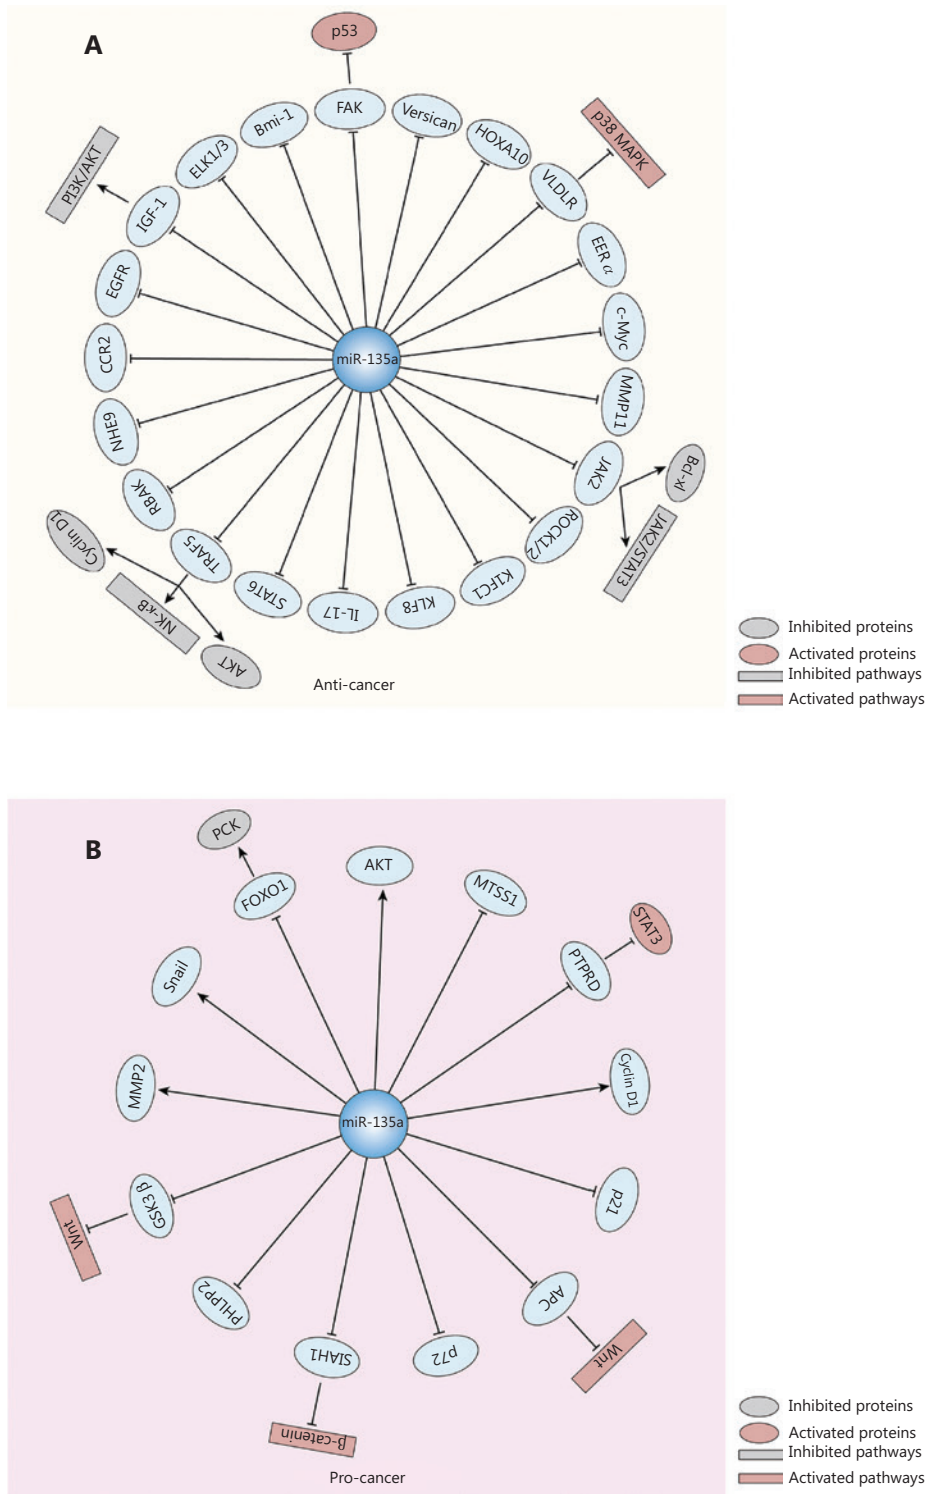 A
p53
FAK
Versican
HOXA10
VLDLR
p38 MAPK
EER α
c-Myc
MMP11
JAK2
Bcl-xl
JAK2/STAT3
ROCK1/2
K1FC1
KLF8
IL-17
STAT6
TRAF5
Cyclin D1
NK-κB
AKT
RBAK
NHE9
CCR2
EGFR
IGF-1
PI3K/AKT
ELK1/3
Bmi-1
miR-135a
Anti-cancer
Inhibited proteins
Activated proteins
Inhibited pathways
Activated pathways
B
PCK
FOXO1
AKT
MTSS1
PTPRD
STAT3
Cyclin D1
p21
APC
Wnt
p72
SIAH1
β-catenin
PHLPP2
GSK3 β
Wnt
MMP2
Snail
miR-135a
Pro-cancer
Inhibited proteins
Activated proteins
Inhibited pathways
Activated pathways